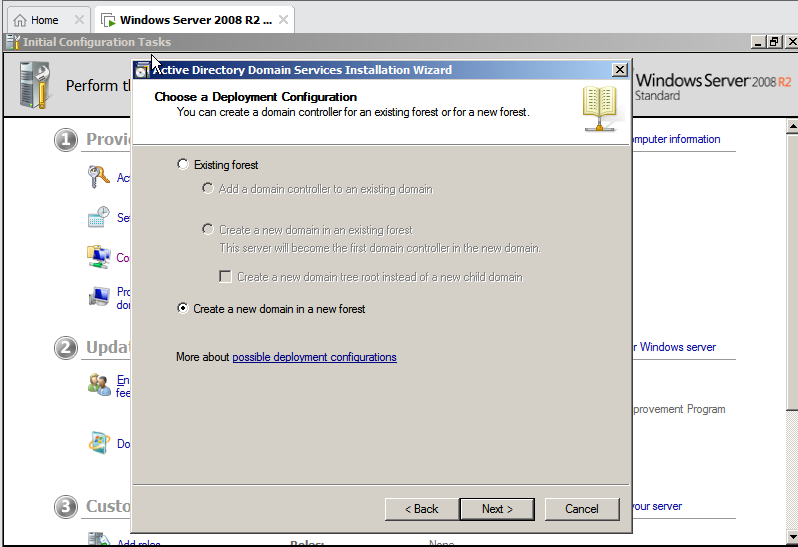 Home
Windows Server 2008 R2 ...
Initial Configuration Tasks
Perform th
Windows Server 2008 R2
Standard
Active Directory Domain Services Installation Wizard
Choose a Deployment Configuration
You can create a domain controller for an existing forest or for a new forest.
1 Provi
omputer information
Existing forest
Add a domain controller to an existing domain
Create a new domain in an existing forest
This server will become the first domain controller in the new domain.
Create a new domain tree root instead of a new child domain
Create a new domain in a new forest
More about possible deployment configurations
Act
Se
Co
Pro
do
2 Upda
r Windows server
En
fee
provement Program
Do
< Back
Next >
Cancel
3 Custo
your server
Add roles
Roles:
None